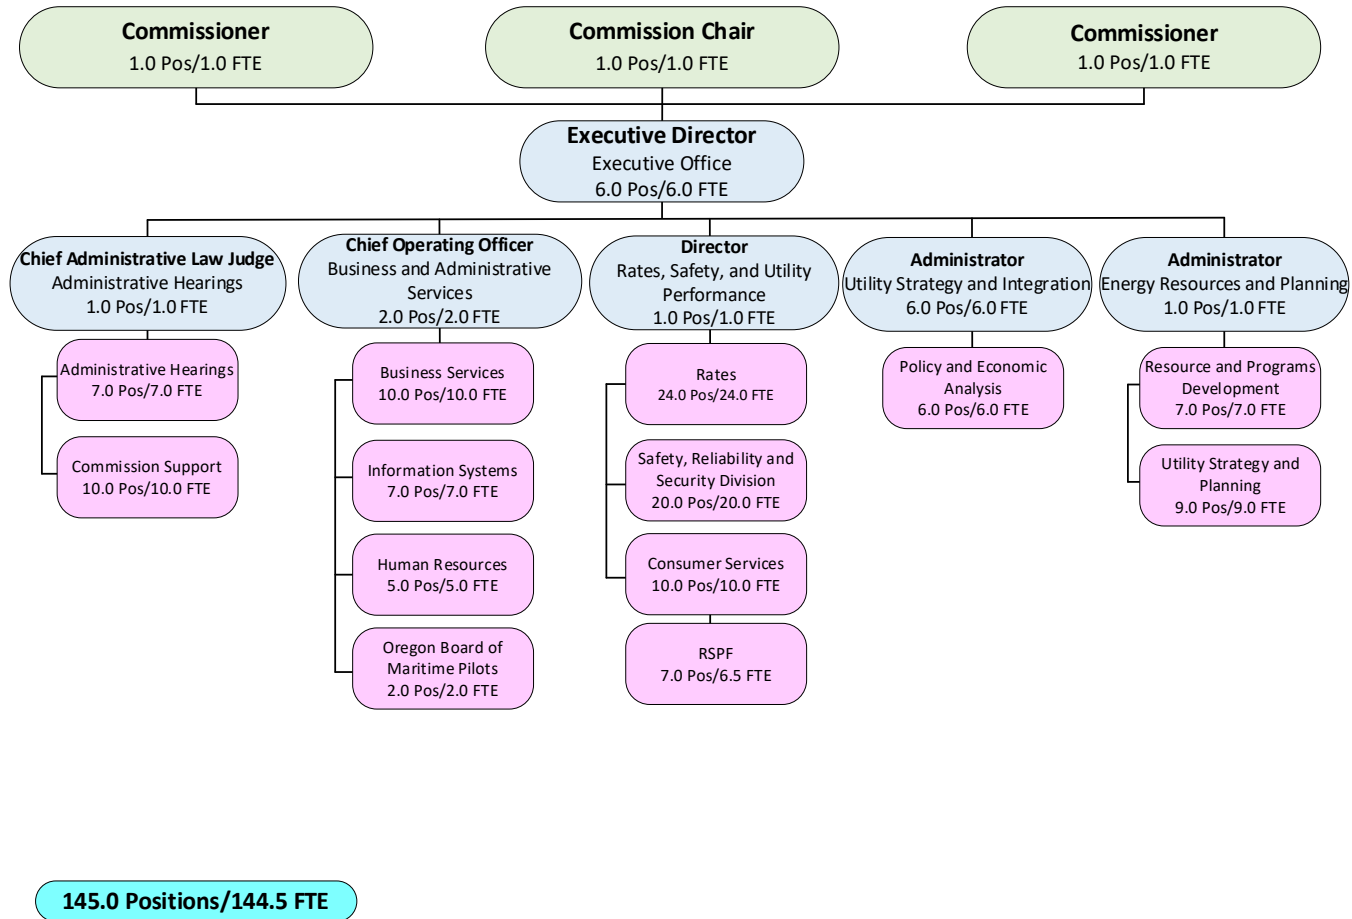 Commissioner
1.0 Pos/1.0 FTE
Commission Chair
1.0 Pos/1.0 FTE
Commissioner
1.0 Pos/1.0 FTE
Executive Director
Executive Office
6.0 Pos/6.0 FTE
Chief Administrative Law Judge
Administrative Hearings
1.0 Pos/1.0 FTE
Chief Operating Officer
Business and Administrative
Services
2.0 Pos/2.0 FTE
Director
Rates, Safety, and Utility
Performance
1.0 Pos/1.0 FTE
Administrator
Utility Strategy and Integration
6.0 Pos/6.0 FTE
Administrator
Energy Resources and Planning
1.0 Pos/1.0 FTE
Administrative Hearings
7.0 Pos/7.0 FTE
Commission Support
10.0 Pos/10.0 FTE
Business Services
10.0 Pos/10.0 FTE
Information Systems
7.0 Pos/7.0 FTE
Human Resources
5.0 Pos/5.0 FTE
Oregon Board of
Maritime Pilots
2.0 Pos/2.0 FTE
Rates
24.0 Pos/24.0 FTE
Safety, Reliability and
Security Division
20.0 Pos/20.0 FTE
Consumer Services
10.0 Pos/10.0 FTE
RSPF
7.0 Pos/6.5 FTE
Policy and Economic
Analysis
6.0 Pos/6.0 FTE
Resource and Programs
Development
7.0 Pos/7.0 FTE
Utility Strategy and
Planning
9.0 Pos/9.0 FTE
145.0 Positions/144.5 FTE